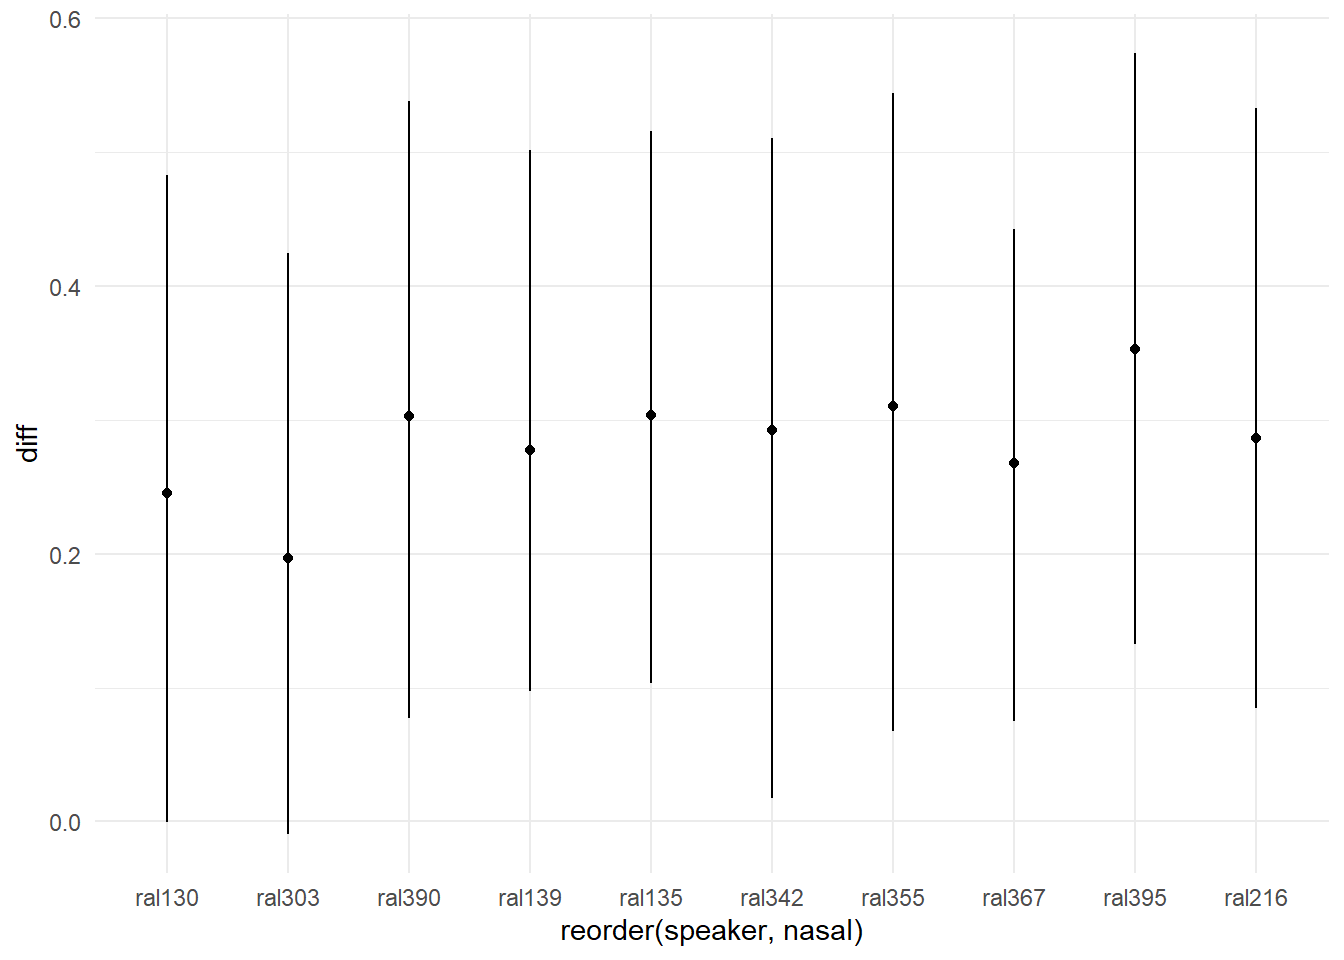 0.6
0.4
0.2
0.0
diff
ral130 ral303 ral390 ral139 ral135 ral342 ral355 ral367 ral395 ral216
reorder(speaker, nasal)